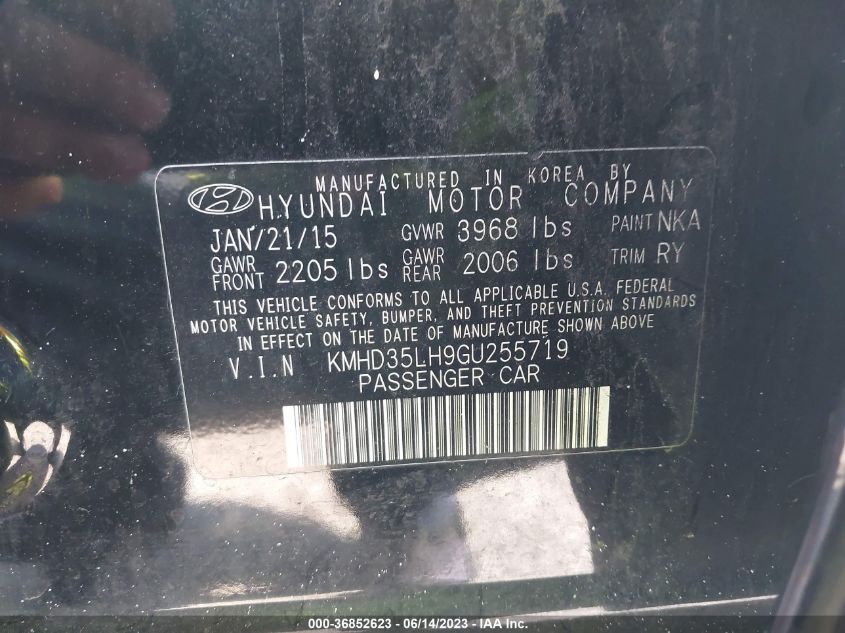 MANUFACTURED IN KOREA BY
HYUNDAI MOTOR COMPANY
JAN/21/15 GVWR 3968 lbs PAINT NKA
GAWR FRONT 2205 lbs GAWR REAR 2006 lbs TRIM RY
THIS VEHICLE CONFORMS TO ALL APPLICABLE U.S.A. FEDERAL
MOTOR VEHICLE SAFETY, BUMPER, AND THEFT PREVENTION STANDARDS
IN EFFECT ON THE DATE OF MANUFACTURE SHOWN ABOVE
V.I.N KMHD35LH9GU255719
PASSENGER CAR
000-36852623 - 06/14/2023 - IAA Inc.